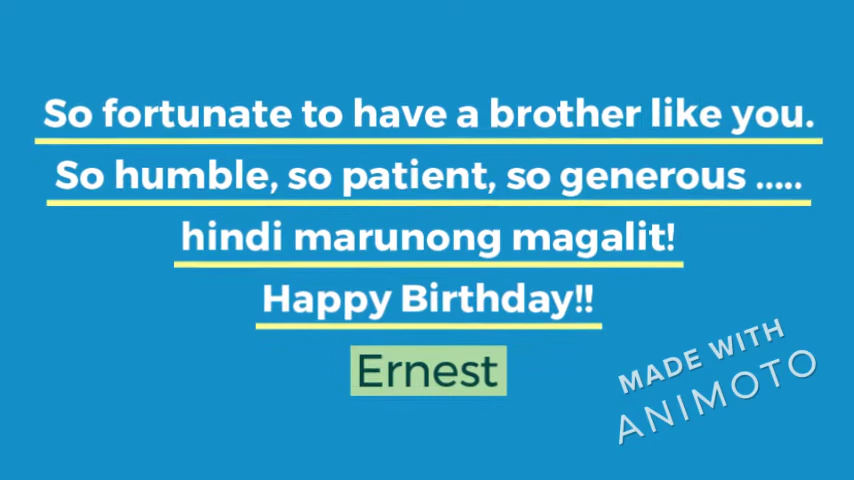 So fortunate to have a brother like you.
So humble, so patient, so generous .....
hindi marunong magalit!
Happy Birthday!!
Ernest
MADE WITH
ANIMOTO